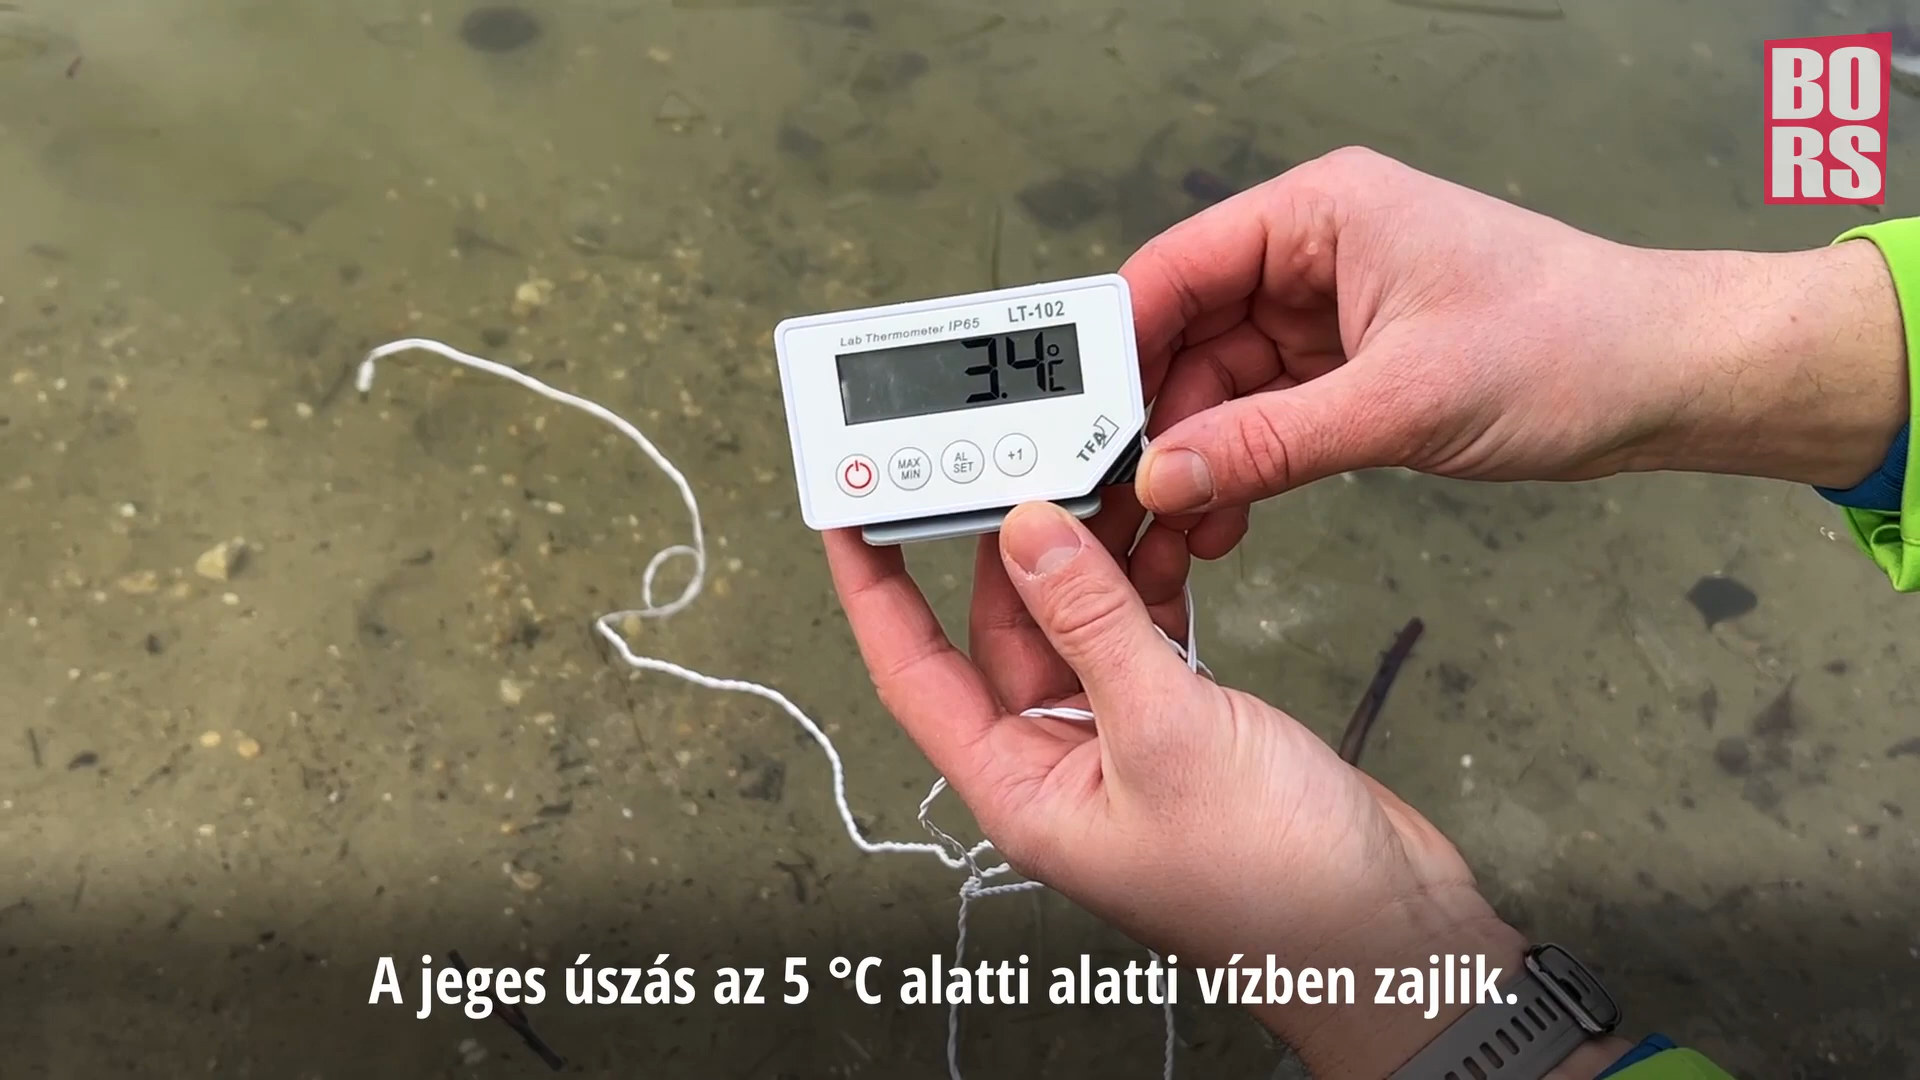 BO
RS
Lab Thermometer IP65 LT-102
3.4°C
MAX MIN
AL SET
+1
TFA
A jeges úszás az 5 °C alatti alatti vízben zajlik.